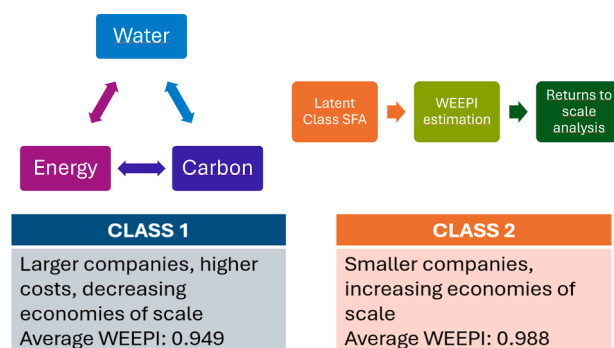 Water
Energy
Carbon
Latent
Class SFA
WEEPI
estimation
Returns to
scale
analysis
CLASS 1
Larger companies, higher
costs, decreasing
economies of scale
Average WEEPI: 0.949
CLASS 2
Smaller companies,
increasing economies of
scale
Average WEEPI: 0.988